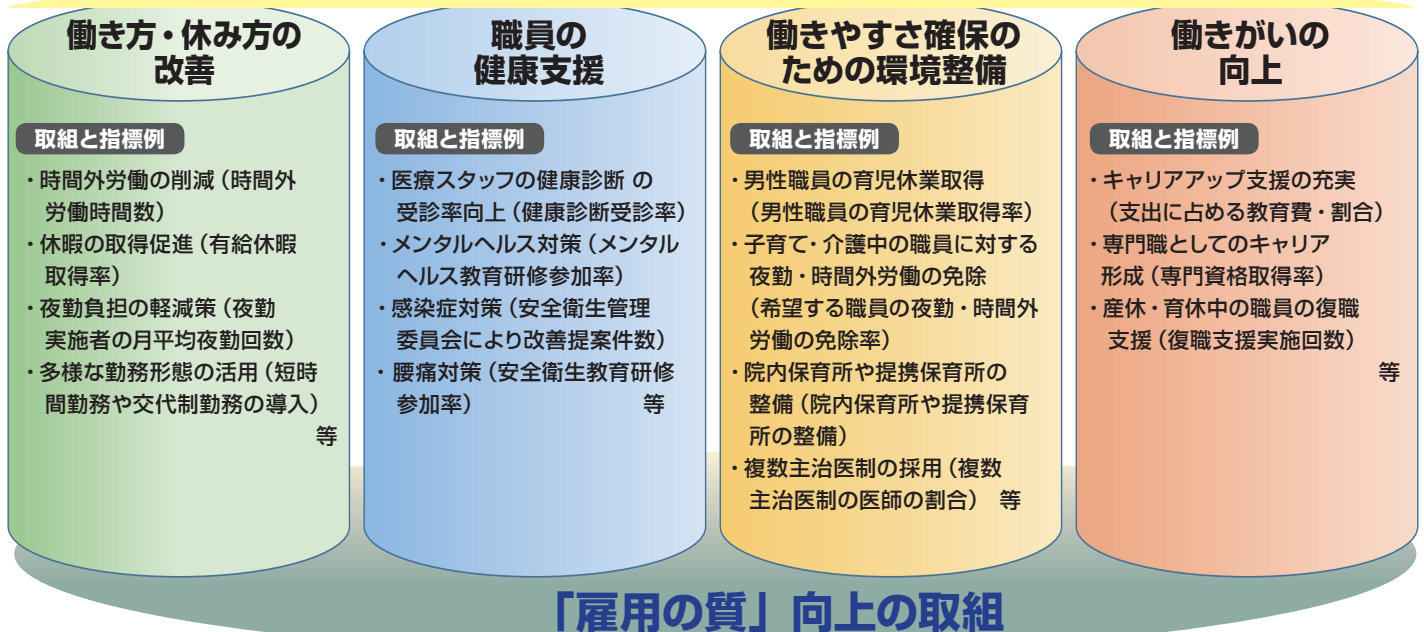 働き方・休み方の
改善
取組と指標例
・時間外労働の削減（時間外
労働時間数）
・休暇の取得促進（有給休暇
取得率）
・夜勤負担の軽減策（夜勤
実施者の月平均夜勤回数）
・多様な勤務形態の活用（短時
間勤務や交代制勤務の導入）
等
職員の
健康支援
取組と指標例
・医療スタッフの健康診断 の
受診率向上（健康診断受診率）
・メンタルヘルス対策（メンタル
ヘルス教育研修参加率）
・感染症対策（安全衛生管理
委員会により改善提案件数）
・ 腰痛対策（安全衛生教育研修
参加率） 等
働きやすさ確保の
ための環境整備
取組と指標例
・男性職員の育児休業取得
（男性職員の育児休業取得率）
・子育て・介護中の職員に対する
夜勤・時間外労働の免除
（希望する職員の夜勤・時間外
労働の免除率）
・院内保育所や提携保育所の
整備（院内保育所や提携保育
所の整備）
・複数主治医制の採用（複数
主治医制の医師の割合） 等
働きがいの
向上
取組と指標例
・キャリアアップ支援の充実
（支出に占める教育費・割合）
・専門職としてのキャリア
形成（専門資格取得率）
・産休・育休中の職員の復職
支援（復職支援実施回数）
等
「雇用の質」向上の取組